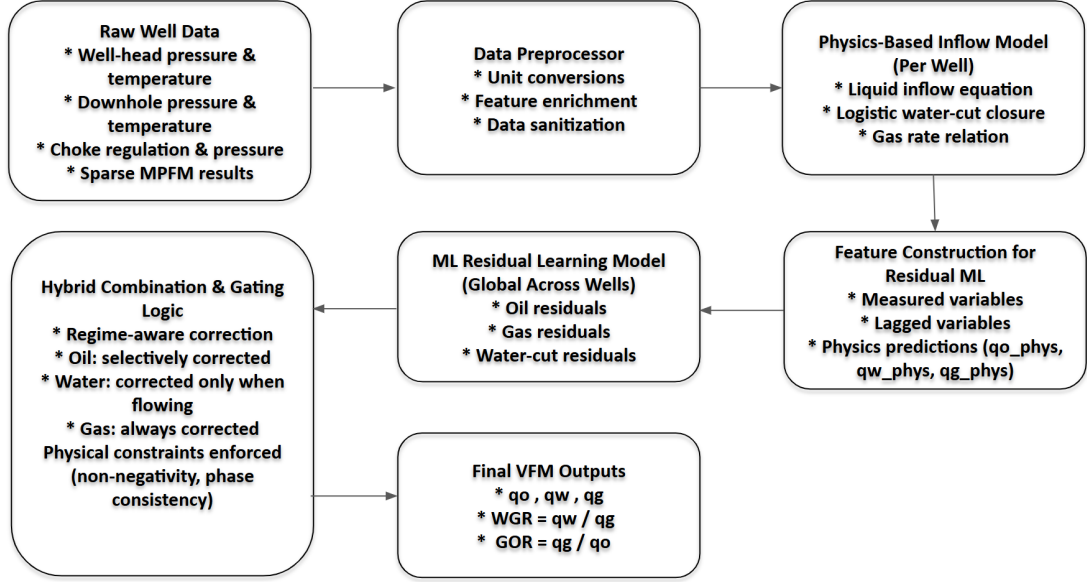 Raw Well Data
* Well-head pressure &
temperature
* Downhole pressure &
temperature
* Choke regulation & pressure
* Sparse MPFM results
Data Preprocessor
* Unit conversions
* Feature enrichment
* Data sanitization
Physics-Based Inflow Model
(Per Well)
* Liquid inflow equation
* Logistic water-cut closure
* Gas rate relation
Feature Construction for
Residual ML
* Measured variables
* Lagged variables
* Physics predictions (qo_phys,
qw_phys, qg_phys)
ML Residual Learning Model
(Global Across Wells)
* Oil residuals
* Gas residuals
* Water-cut residuals
Hybrid Combination & Gating
Logic
* Regime-aware correction
* Oil: selectively corrected
* Water: corrected only when
flowing
* Gas: always corrected
Physical constraints enforced
(non-negativity, phase
consistency)
Final VFM Outputs
* qo , qw , qg
* WGR = qw / qg
* GOR = qg / qo